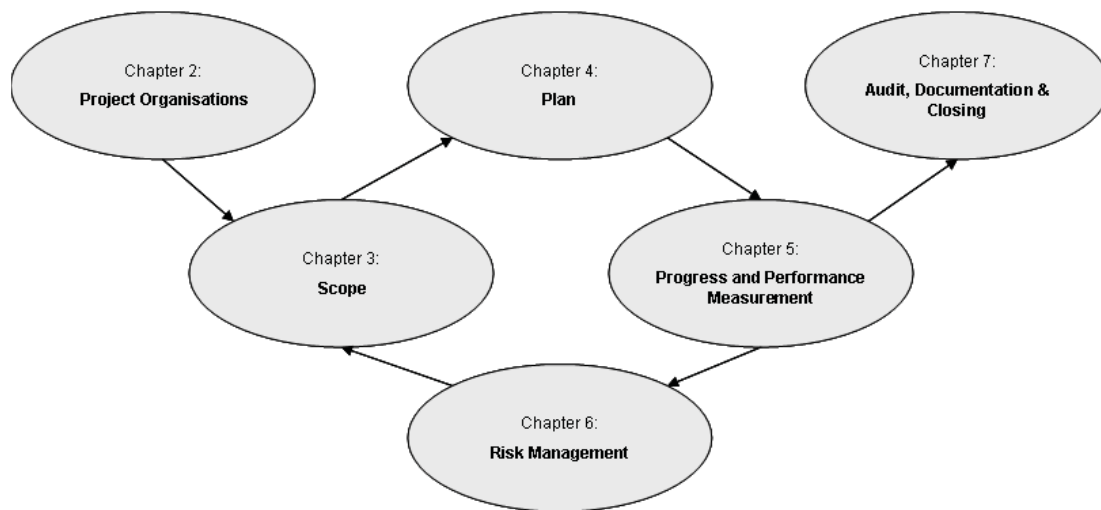 Chapter 2:
Project Organisations
Chapter 4:
Plan
Chapter 7:
Audit, Documentation &
Closing
Chapter 3:
Scope
Chapter 5:
Progress and Performance
Measurement
Chapter 6:
Risk Management